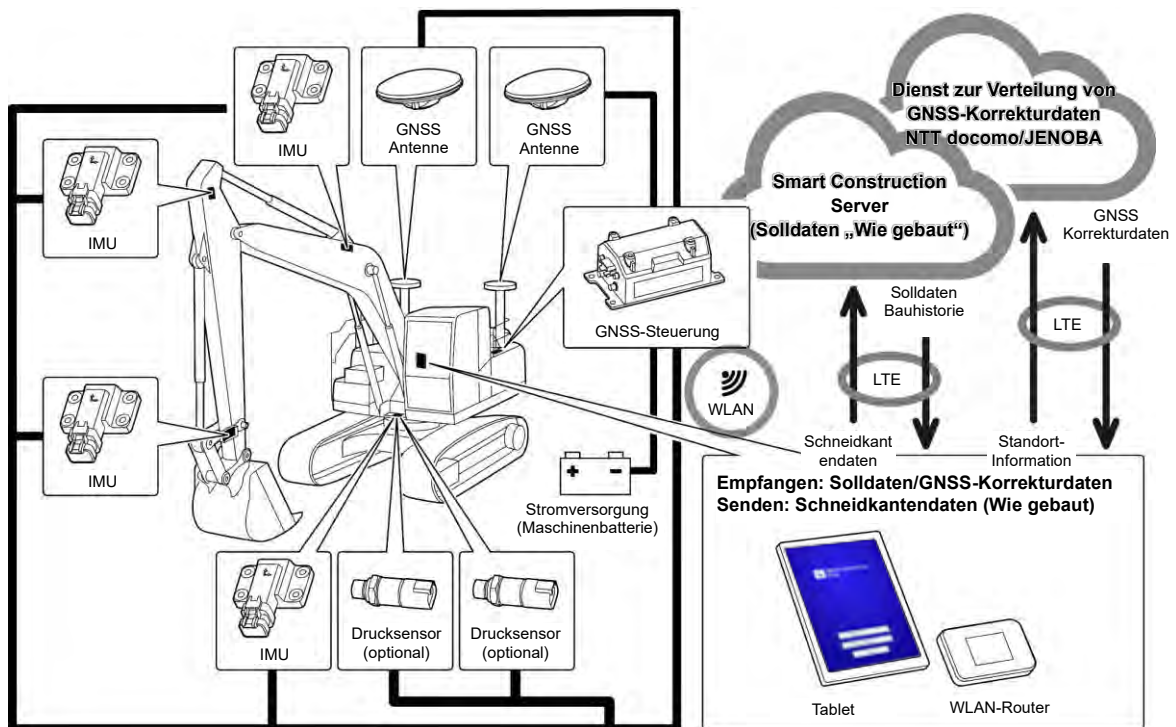 IMU
GNSS
Antenne
GNSS
Antenne
Dienst zur Verteilung von
GNSS-Korrekturdaten
NTT docomo/JENOBA
IMU
Smart Construction
Server
(Solldaten „Wie gebaut“)
GNSS
Korrekturdaten
GNSS-Steuerung
Solldaten
Bauhistorie
LTE
LTE
WLAN
IMU
Schneidkant
endaten
Standort-
Information
Stromversorgung
(Maschinenbatterie)
Empfangen: Solldaten/GNSS-Korrekturdaten
Senden: Schneidkantendaten (Wie gebaut)
IMU
Drucksensor
(optional)
Drucksensor
(optional)
Tablet
WLAN-Router